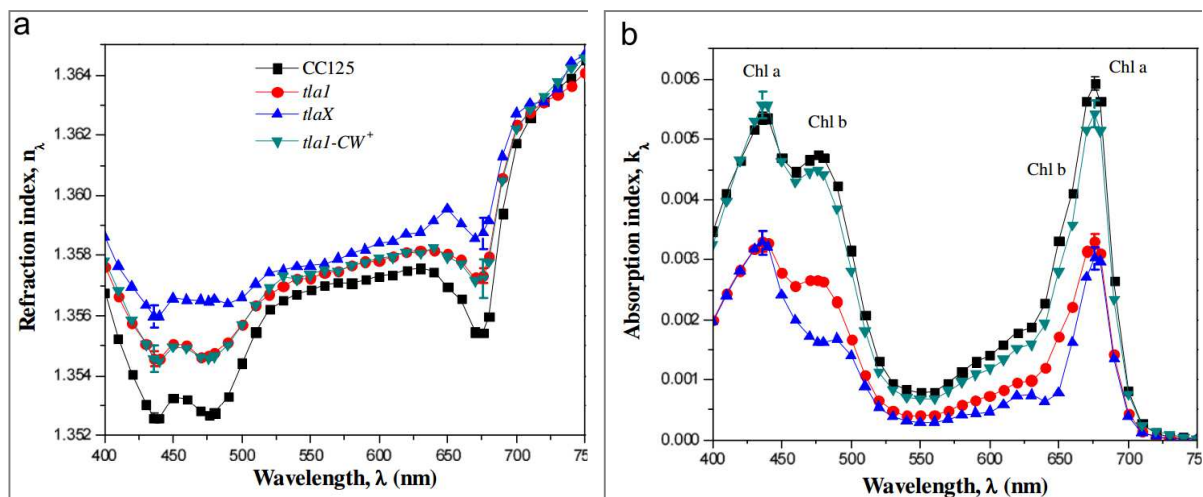 a
Refraction index, nλ
1.364
1.362
1.360
1.358
1.356
1.354
1.352
CC125
tla1
tlaX
tla1-CW⁺
400 450 500 550 600 650 700 75
Wavelength, λ (nm)
b
Absorption index, kλ
0.006
0.005
0.004
0.003
0.002
0.001
0.000
Chl a
Chl b
Chl b
Chl a
400 450 500 550 600 650 700 75
Wavelength, λ (nm)